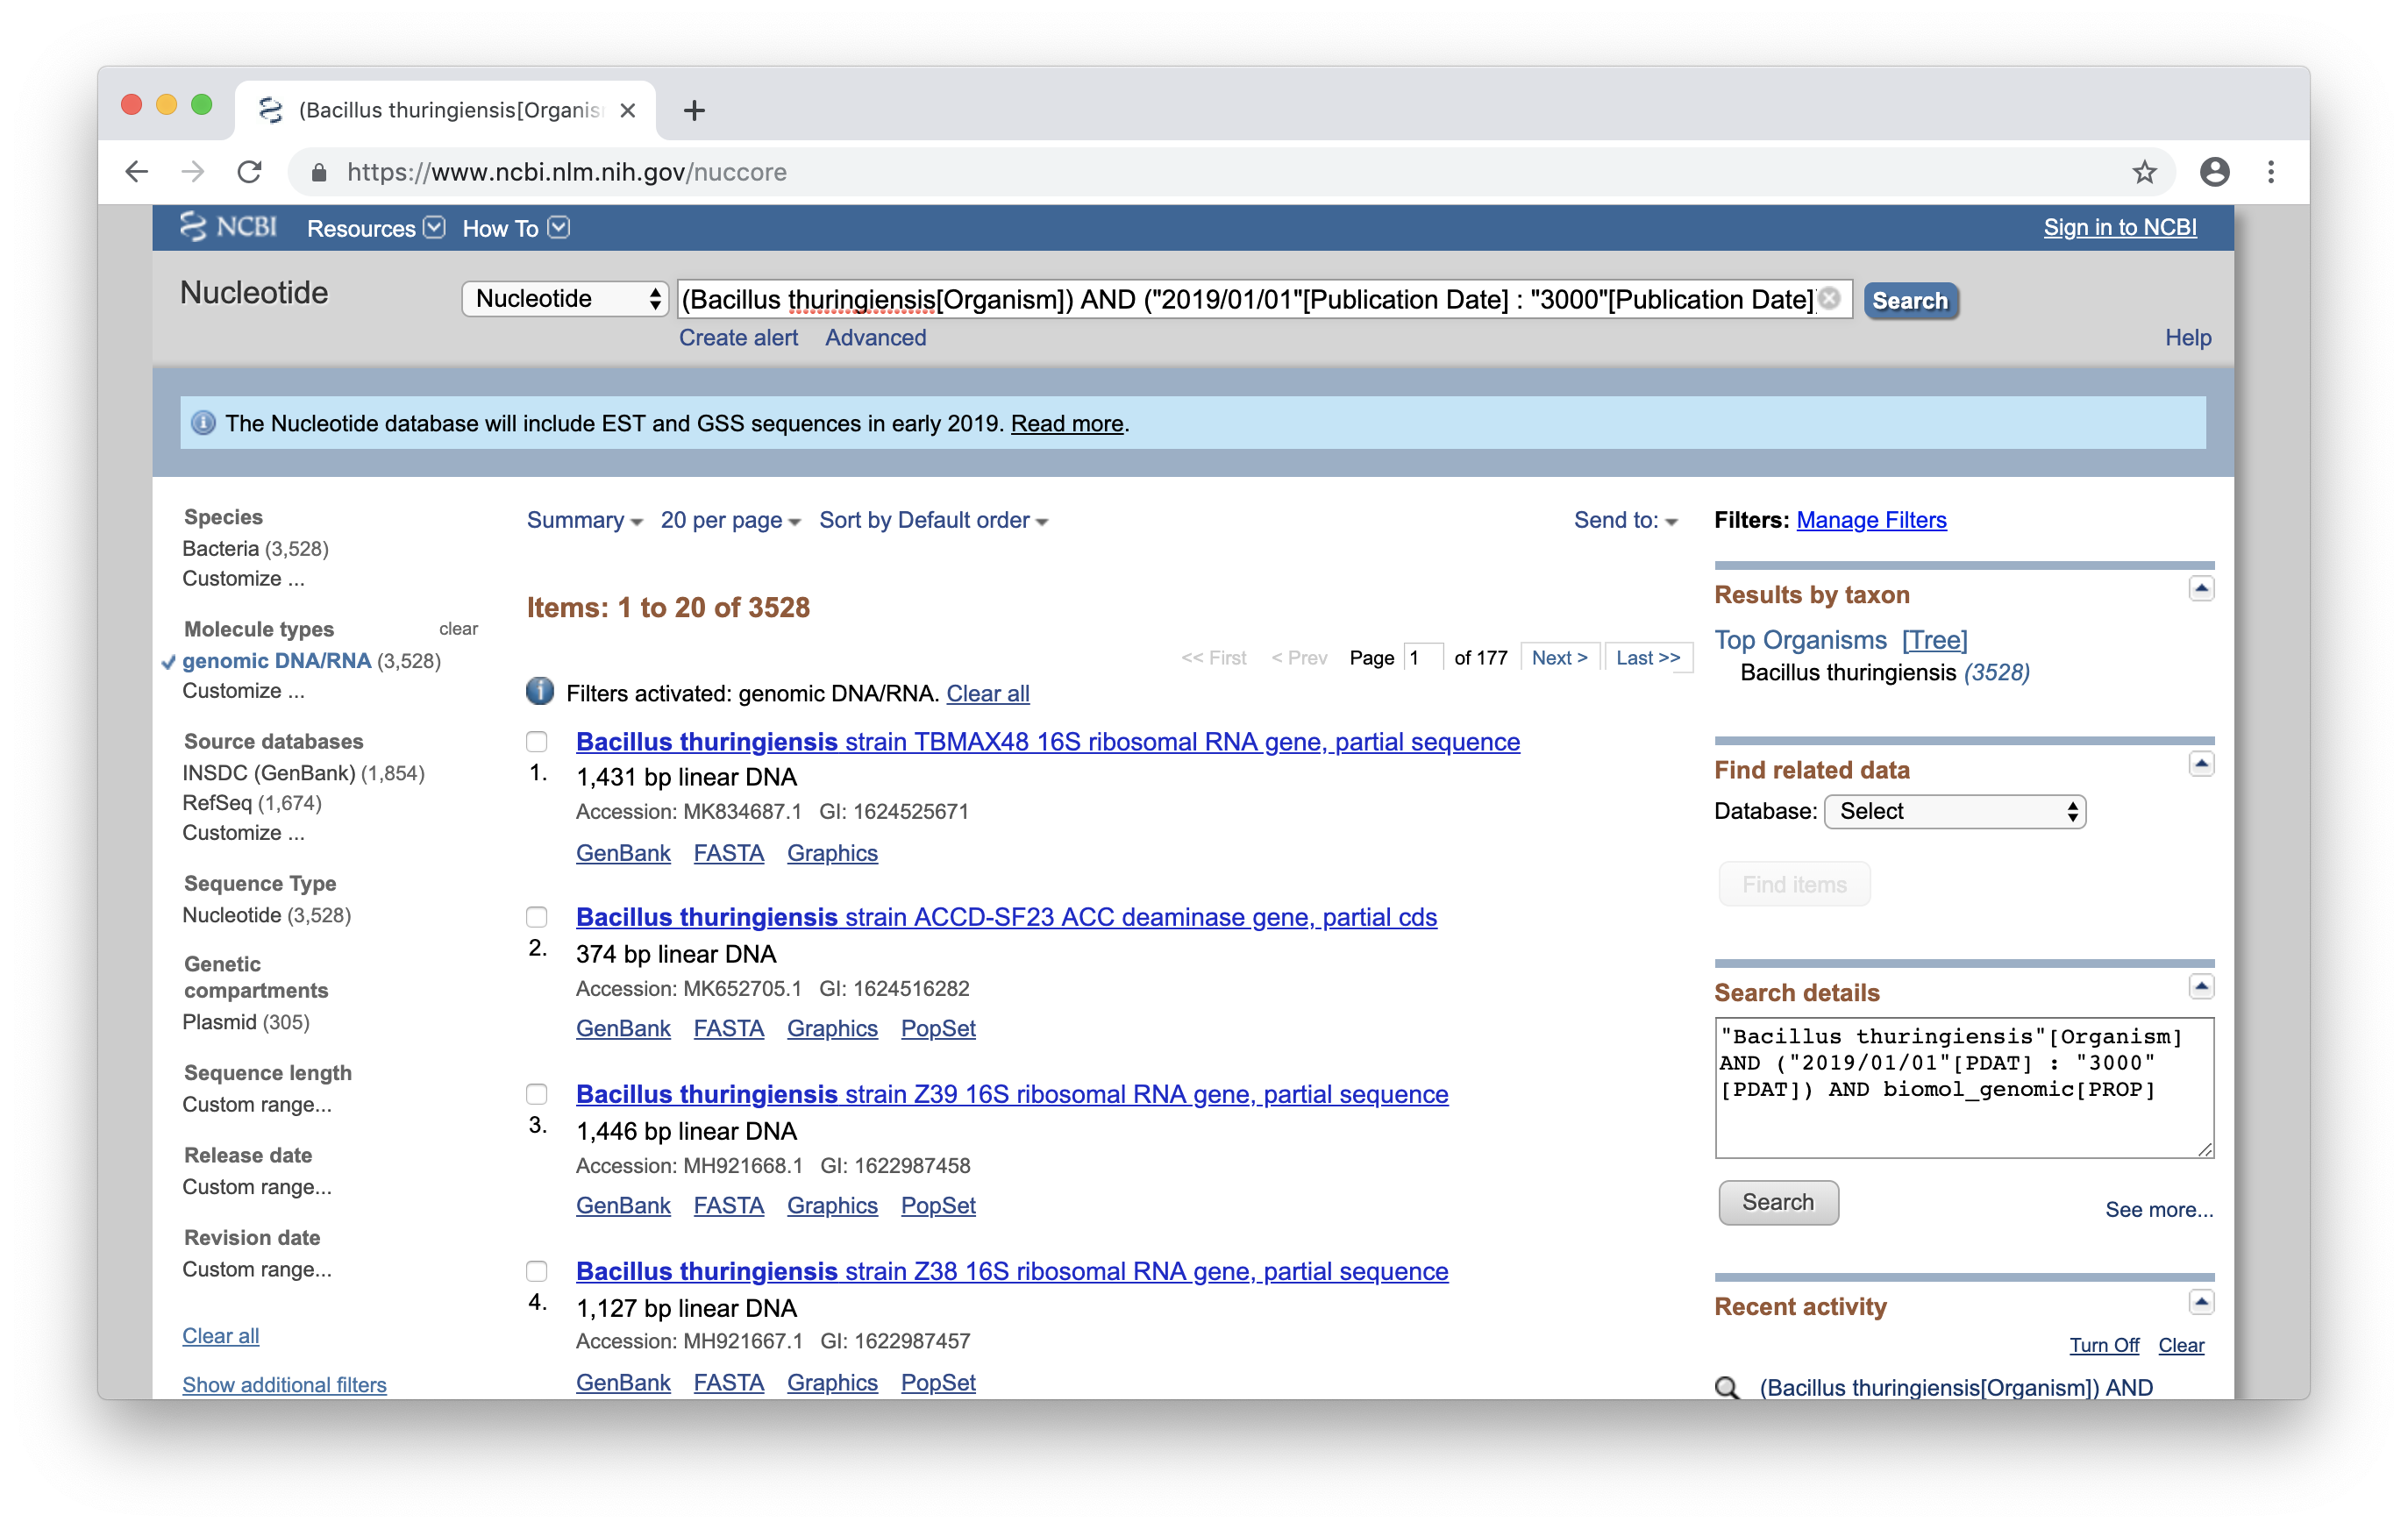 (Bacillus thuringiensis[Organis
https://www.ncbi.nlm.nih.gov/nuccore
NCBI Resources How To Sign in to NCBI
Nucleotide
Nucleotide (Bacillus thuringiensis[Organism]) AND ("2019/01/01"[Publication Date] : "3000"[Publication Date] Search
Create alert Advanced Help
The Nucleotide database will include EST and GSS sequences in early 2019. Read more.
Species
Bacteria (3,528)
Customize ...
Molecule types clear
genomic DNA/RNA (3,528)
Customize ...
Source databases
INSDC (GenBank) (1,854)
RefSeq (1,674)
Customize ...
Sequence Type
Nucleotide (3,528)
Genetic
compartments
Plasmid (305)
Sequence length
Custom range...
Release date
Custom range...
Revision date
Custom range...
Clear all
Show additional filters
Summary 20 per page Sort by Default order Send to:
Items: 1 to 20 of 3528
<< First < Prev Page 1 of 177 Next > Last >>
Filters activated: genomic DNA/RNA. Clear all
Bacillus thuringiensis strain TBMAX48 16S ribosomal RNA gene, partial sequence
1. 1,431 bp linear DNA
Accession: MK834687.1 GI: 1624525671
GenBank FASTA Graphics
Bacillus thuringiensis strain ACCD-SF23 ACC deaminase gene, partial cds
2. 374 bp linear DNA
Accession: MK652705.1 GI: 1624516282
GenBank FASTA Graphics PopSet
Bacillus thuringiensis strain Z39 16S ribosomal RNA gene, partial sequence
3. 1,446 bp linear DNA
Accession: MH921668.1 GI: 1622987458
GenBank FASTA Graphics PopSet
Bacillus thuringiensis strain Z38 16S ribosomal RNA gene, partial sequence
4. 1,127 bp linear DNA
Accession: MH921667.1 GI: 1622987457
GenBank FASTA Graphics PopSet
Filters: Manage Filters
Results by taxon
Top Organisms [Tree]
Bacillus thuringiensis (3528)
Find related data
Database: Select
Find items
Search details
"Bacillus thuringiensis"[Organism]
AND ("2019/01/01"[PDAT] : "3000"
[PDAT]) AND biomol_genomic[PROP]
Search
See more...
Recent activity
Turn Off Clear
(Bacillus thuringiensis[Organism]) AND